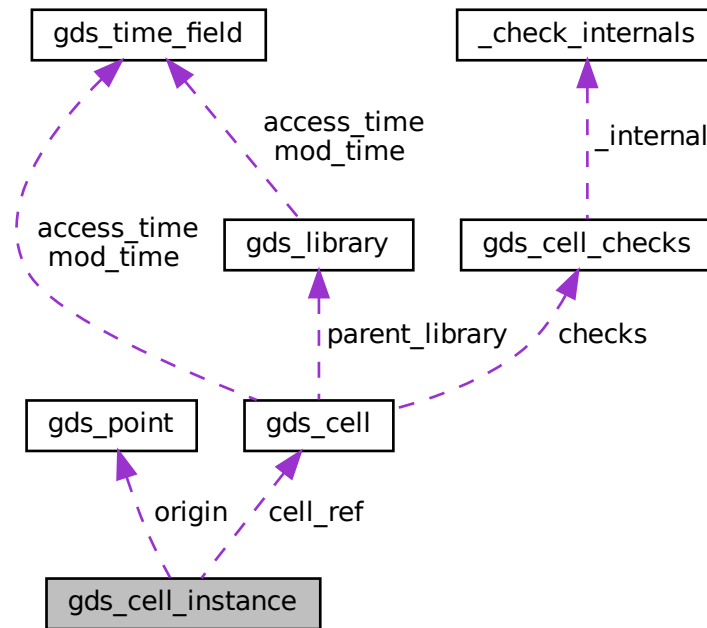 gds_time_field
_check_internals
access_time
mod_time
_internal
access_time
mod_time
gds_library
gds_cell_checks
parent_library
checks
gds_point
gds_cell
origin
cell_ref
gds_cell_instance